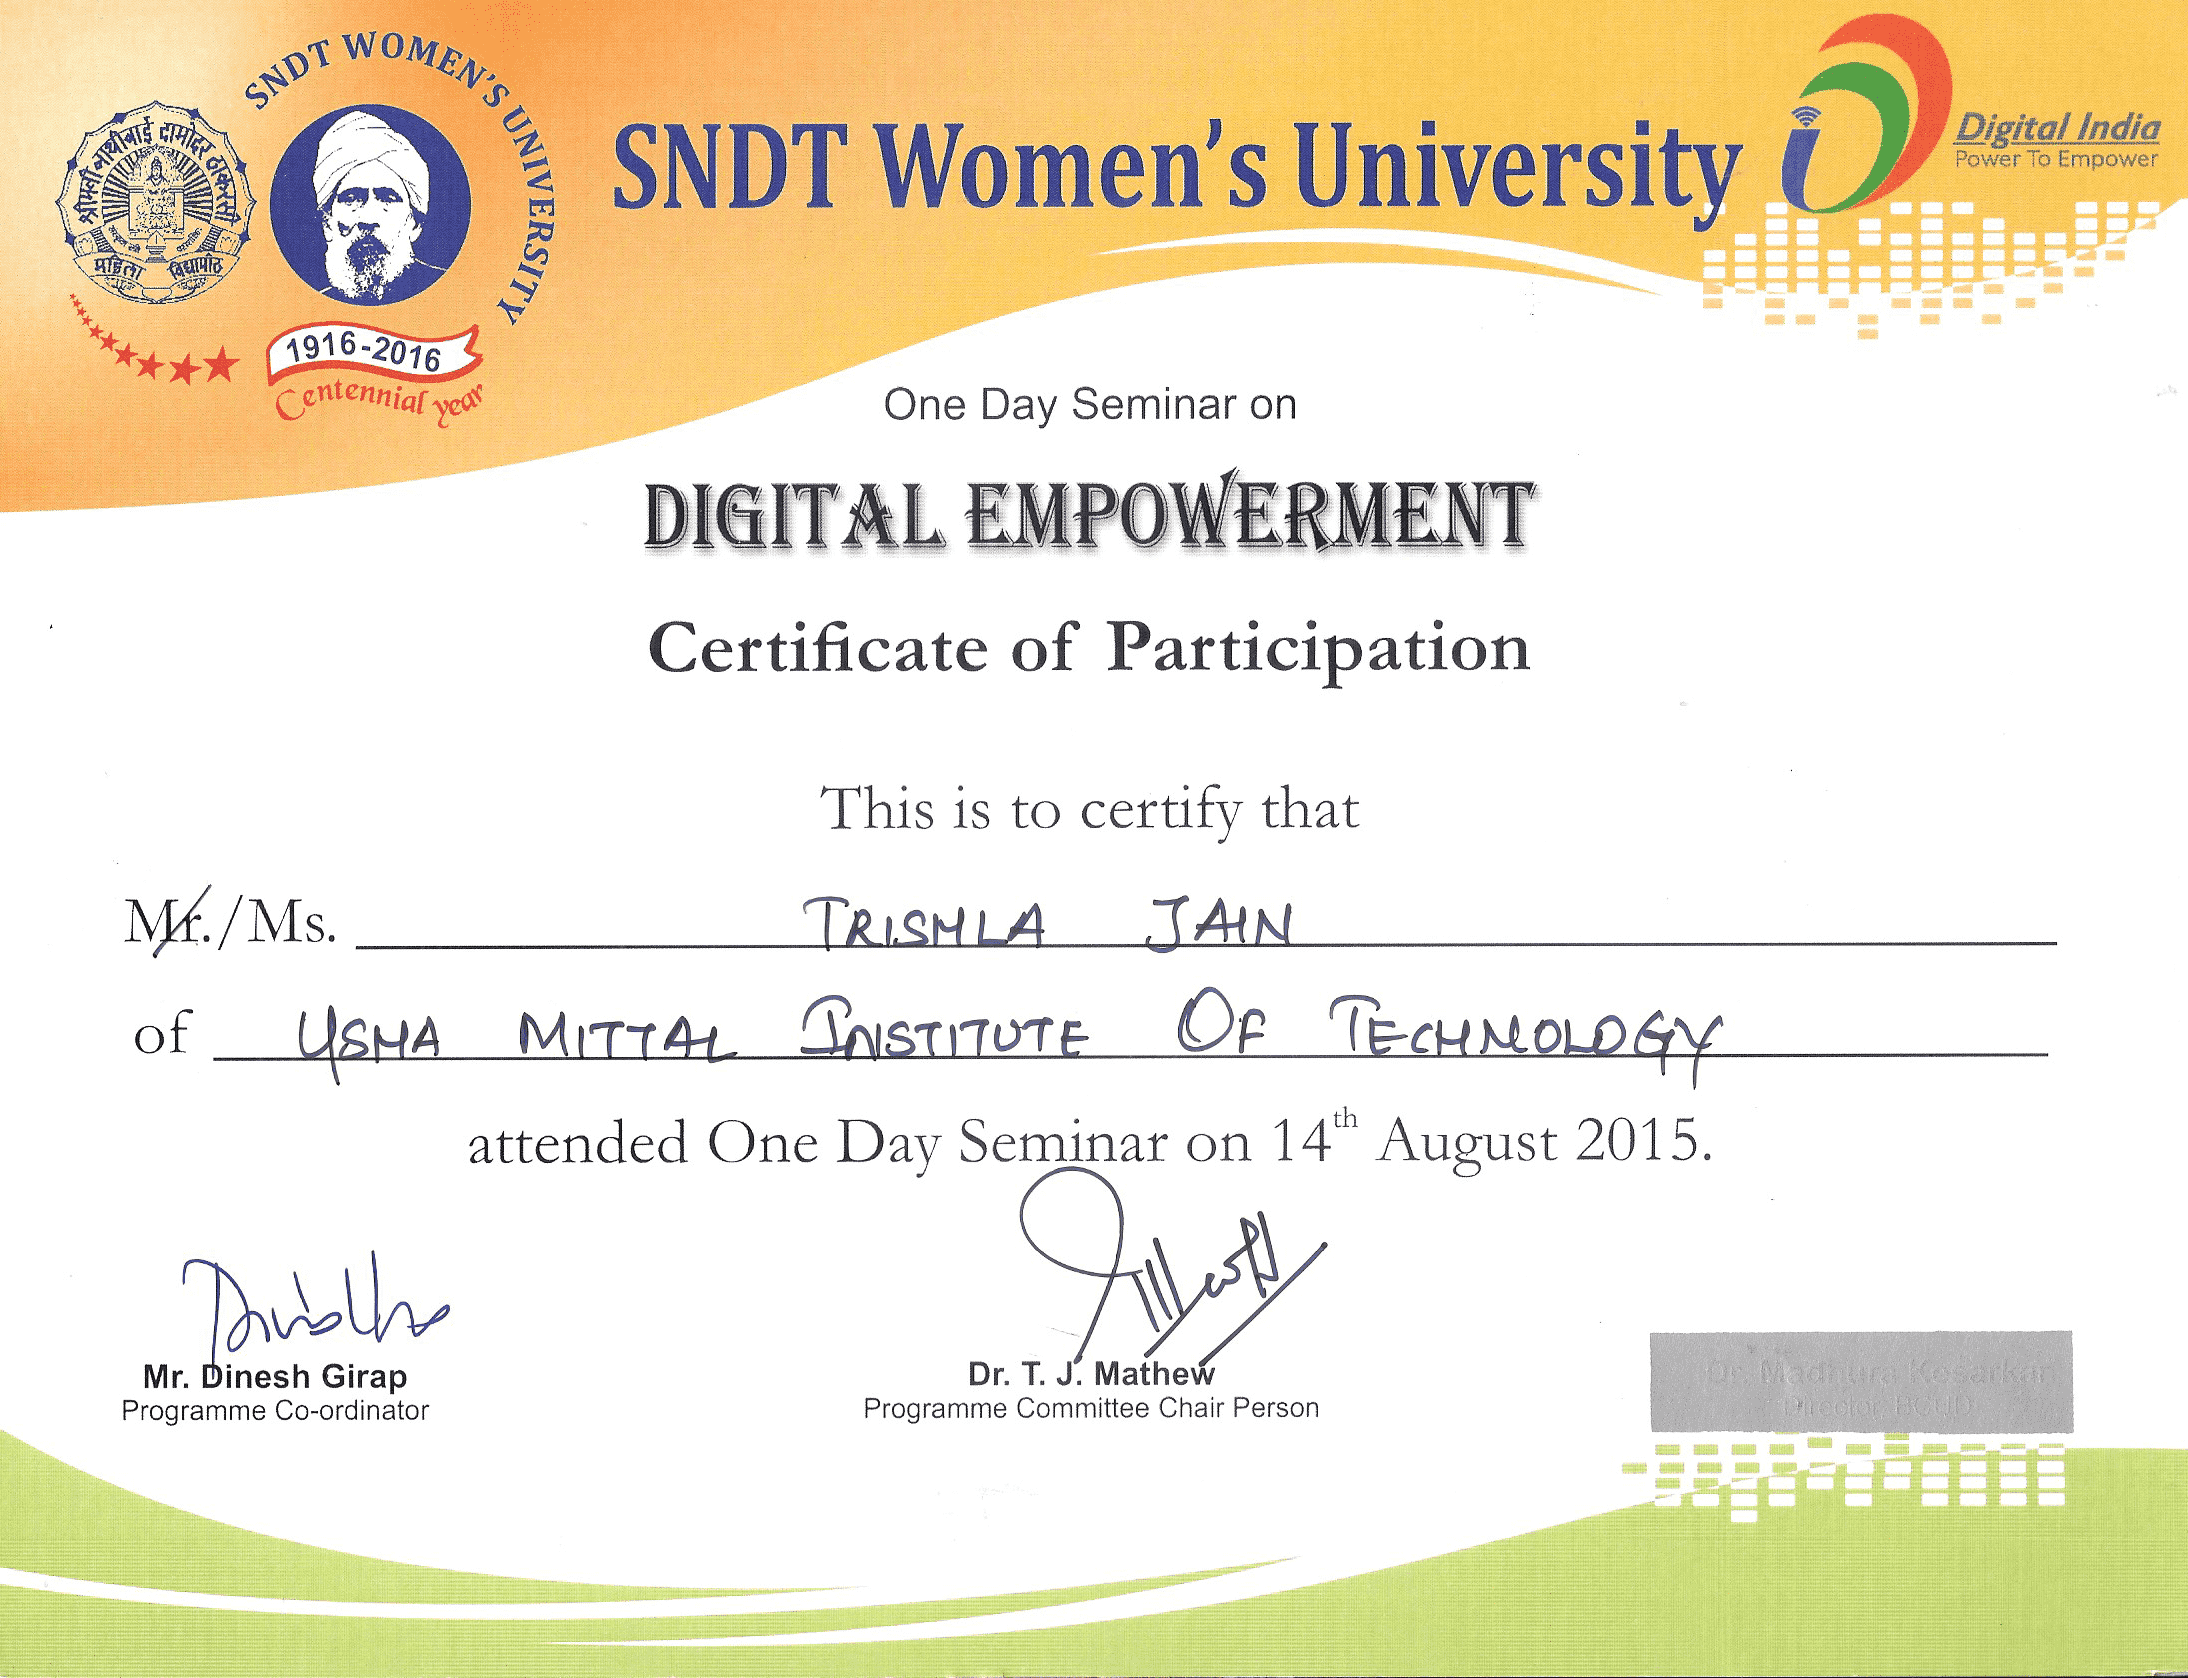 श्रीमती नाथीबाई दामोदर ठाकरसी
महिला विद्यापीठ
SNDT WOMEN'S UNIVERSITY
1916-2016
Centennial year
SNDT Women's University
Digital India
Power To Empower
One Day Seminar on
DIGITAL EMPOWERMENT
Certificate of Participation
This is to certify that
Mr./Ms. TRISHLA JAIN
of USHA MITTAL INSTITUTE OF TECHNOLOGY
attended One Day Seminar on 14th August 2015.
Mr. Dinesh Girap
Programme Co-ordinator
Dr. T. J. Mathew
Programme Committee Chair Person
Dr. Madhura Kesarkar
Director, BCUD